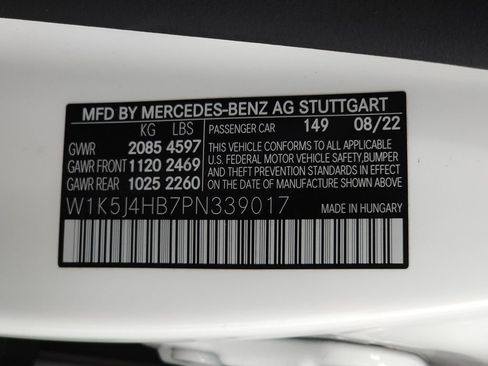 MFD BY MERCEDES-BENZ AG STUTTGART
KG LBS
PASSENGER CAR 149 08/22
GVWR 2085 4597
GAWR FRONT 1120 2469
GAWR REAR 1025 2260
THIS VEHICLE CONFORMS TO ALL APPLICABLE
U.S. FEDERAL MOTOR VEHICLE SAFETY, BUMPER
AND THEFT PREVENTION STANDARDS IN EFFECT
ON THE DATE OF MANUFACTURE SHOWN ABOVE.
W1K5J4HB7PN339017
MADE IN HUNGARY